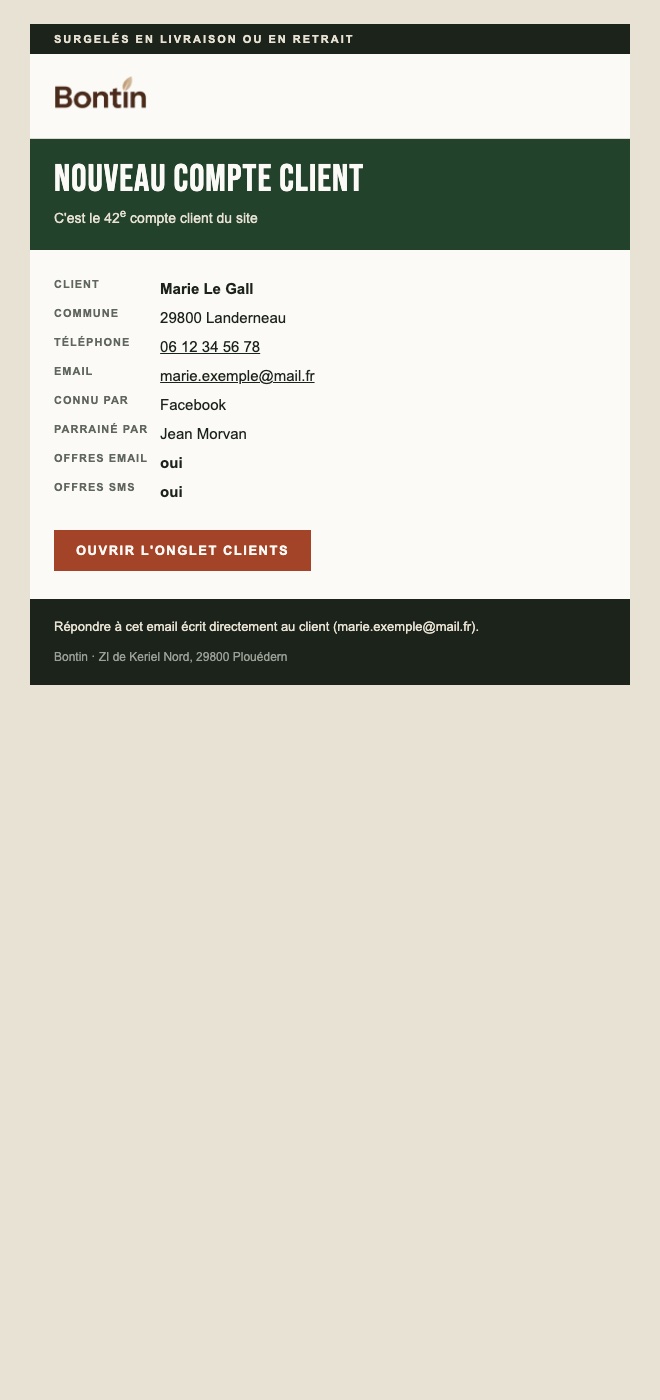 SURGELÉS EN LIVRAISON OU EN RETRAIT
Bontin
NOUVEAU COMPTE CLIENT
C'est le 42e compte client du site
CLIENT Marie Le Gall
COMMUNE 29800 Landerneau
TÉLÉPHONE 06 12 34 56 78
EMAIL marie.exemple@mail.fr
CONNU PAR Facebook
PARRAINÉ PAR Jean Morvan
OFFRES EMAIL oui
OFFRES SMS oui
OUVRIR L'ONGLET CLIENTS
Répondre à cet email écrit directement au client (marie.exemple@mail.fr).
Bontin · ZI de Keriel Nord, 29800 Plouédern